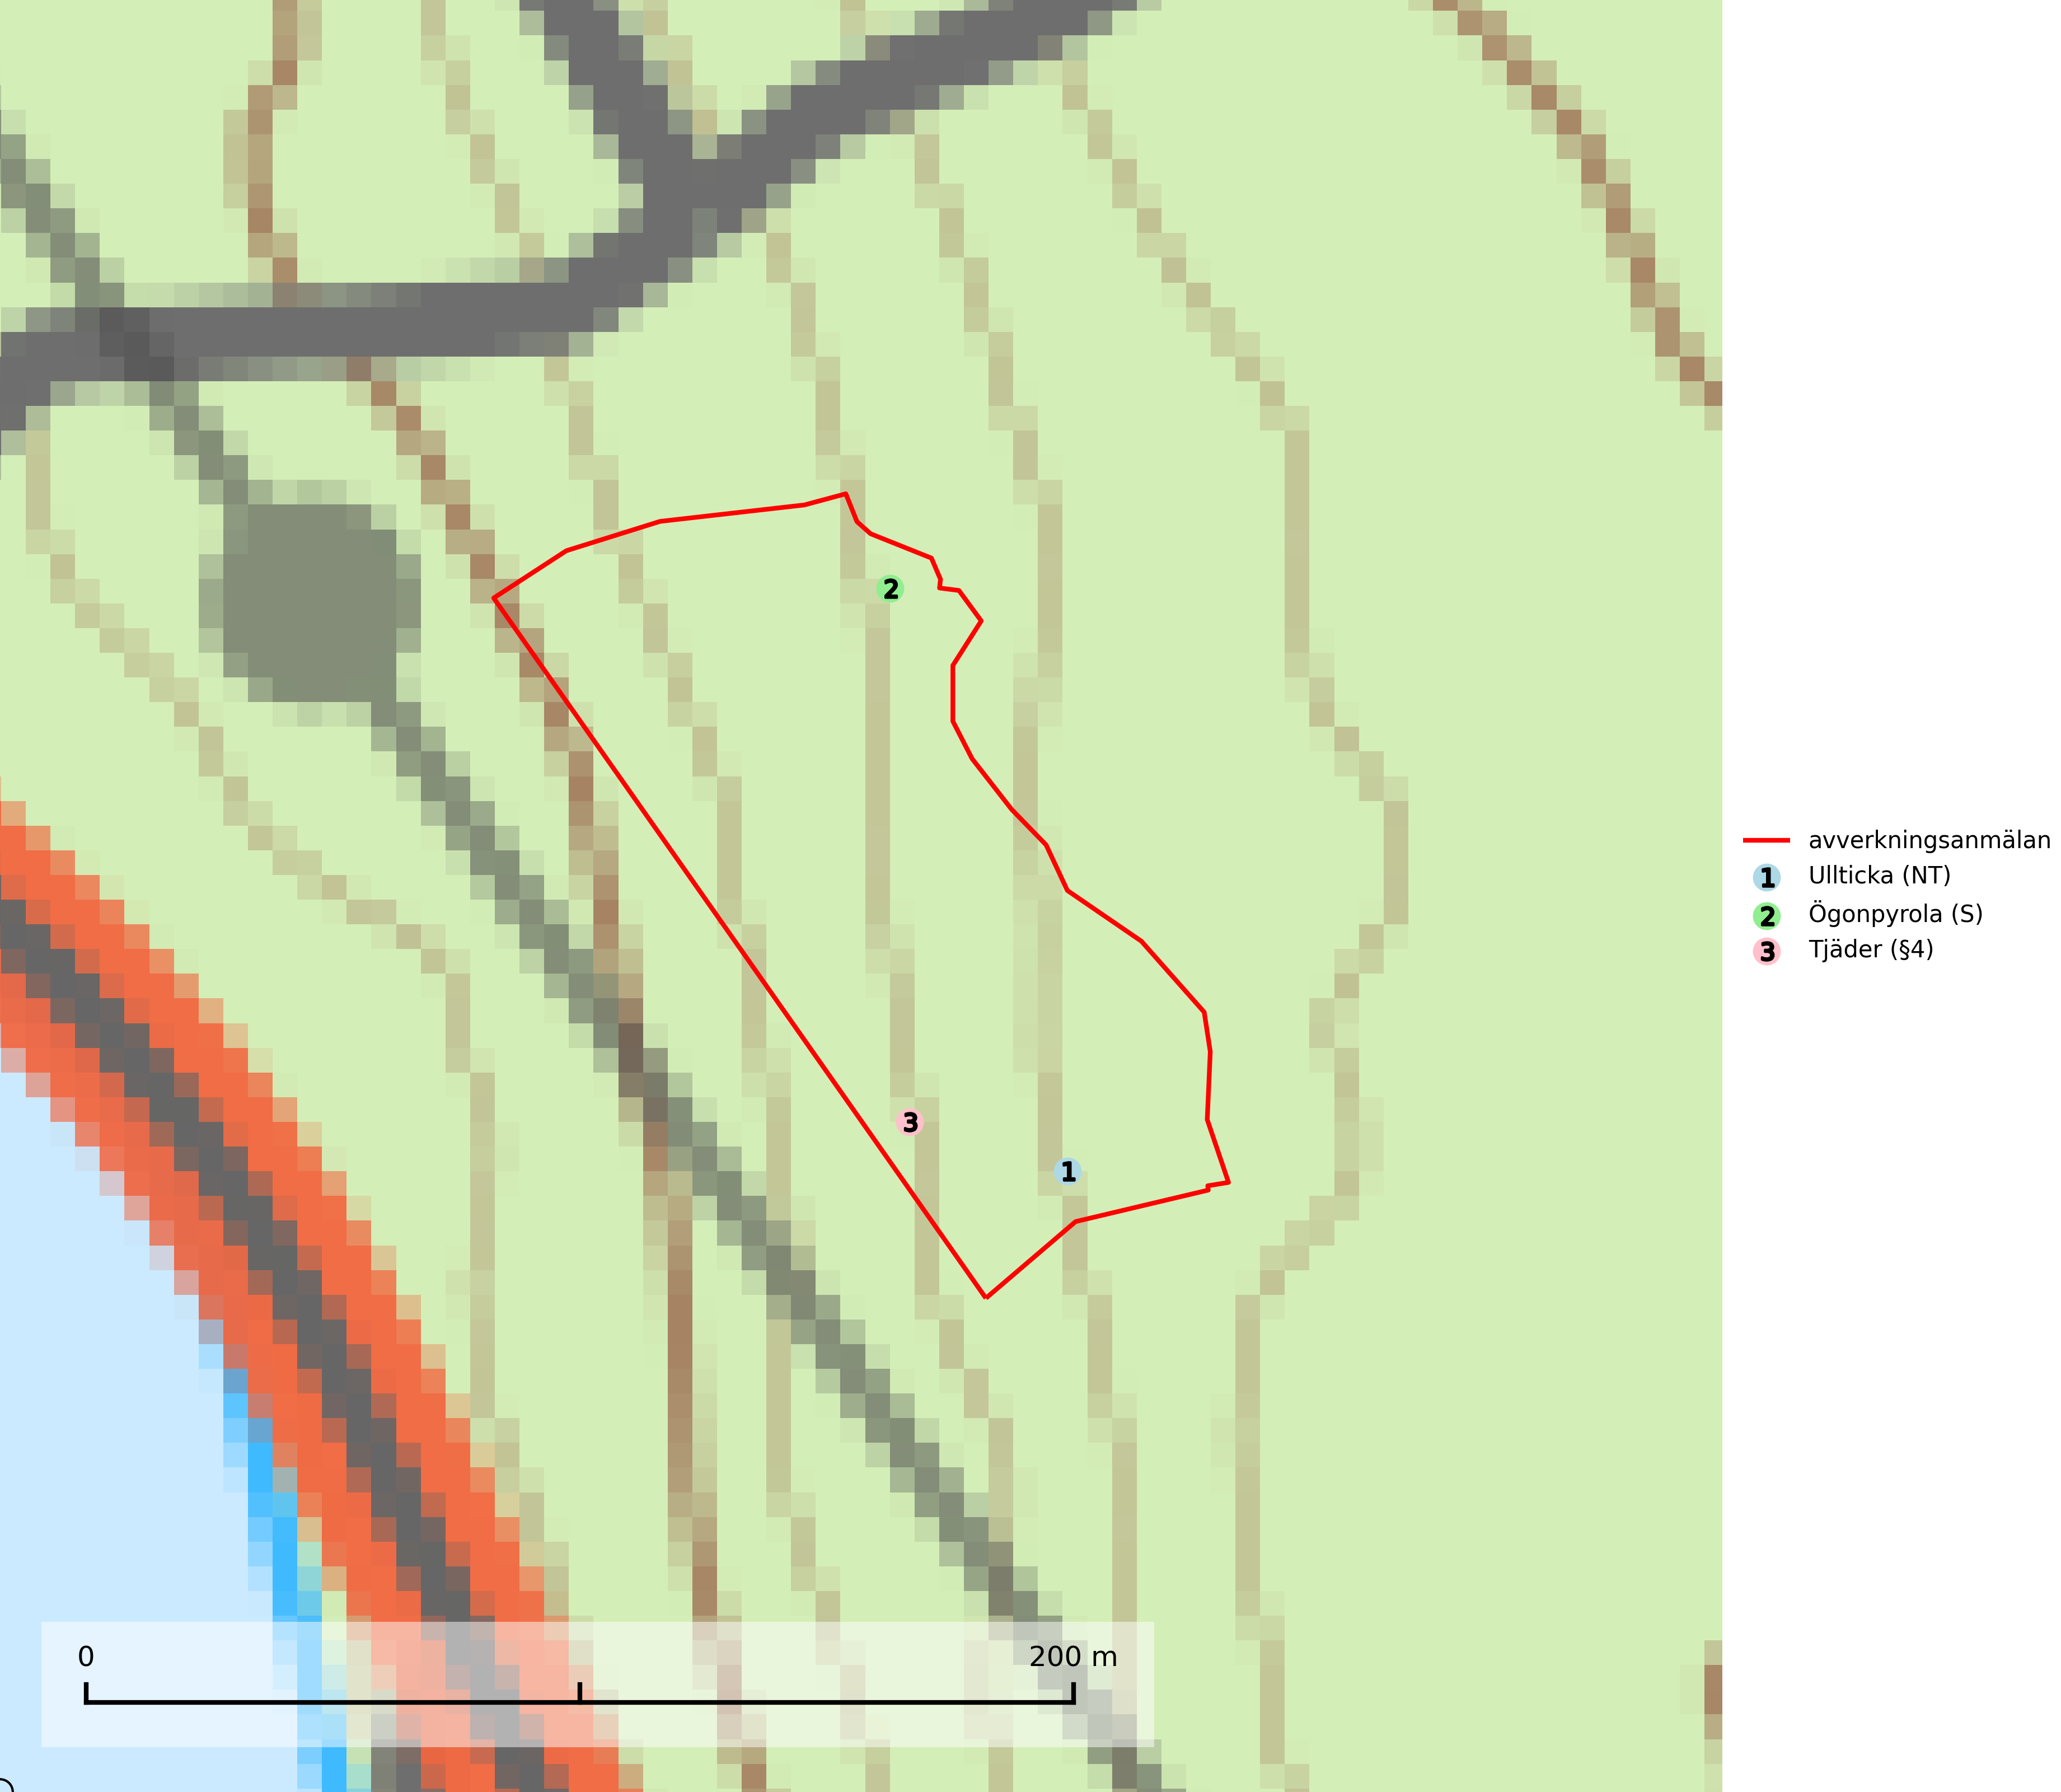 2
3
1
avverkningsanmälan
1 Ullticka (NT)
2 Ögonpyrola (S)
3 Tjäder (§4)
0 200 m